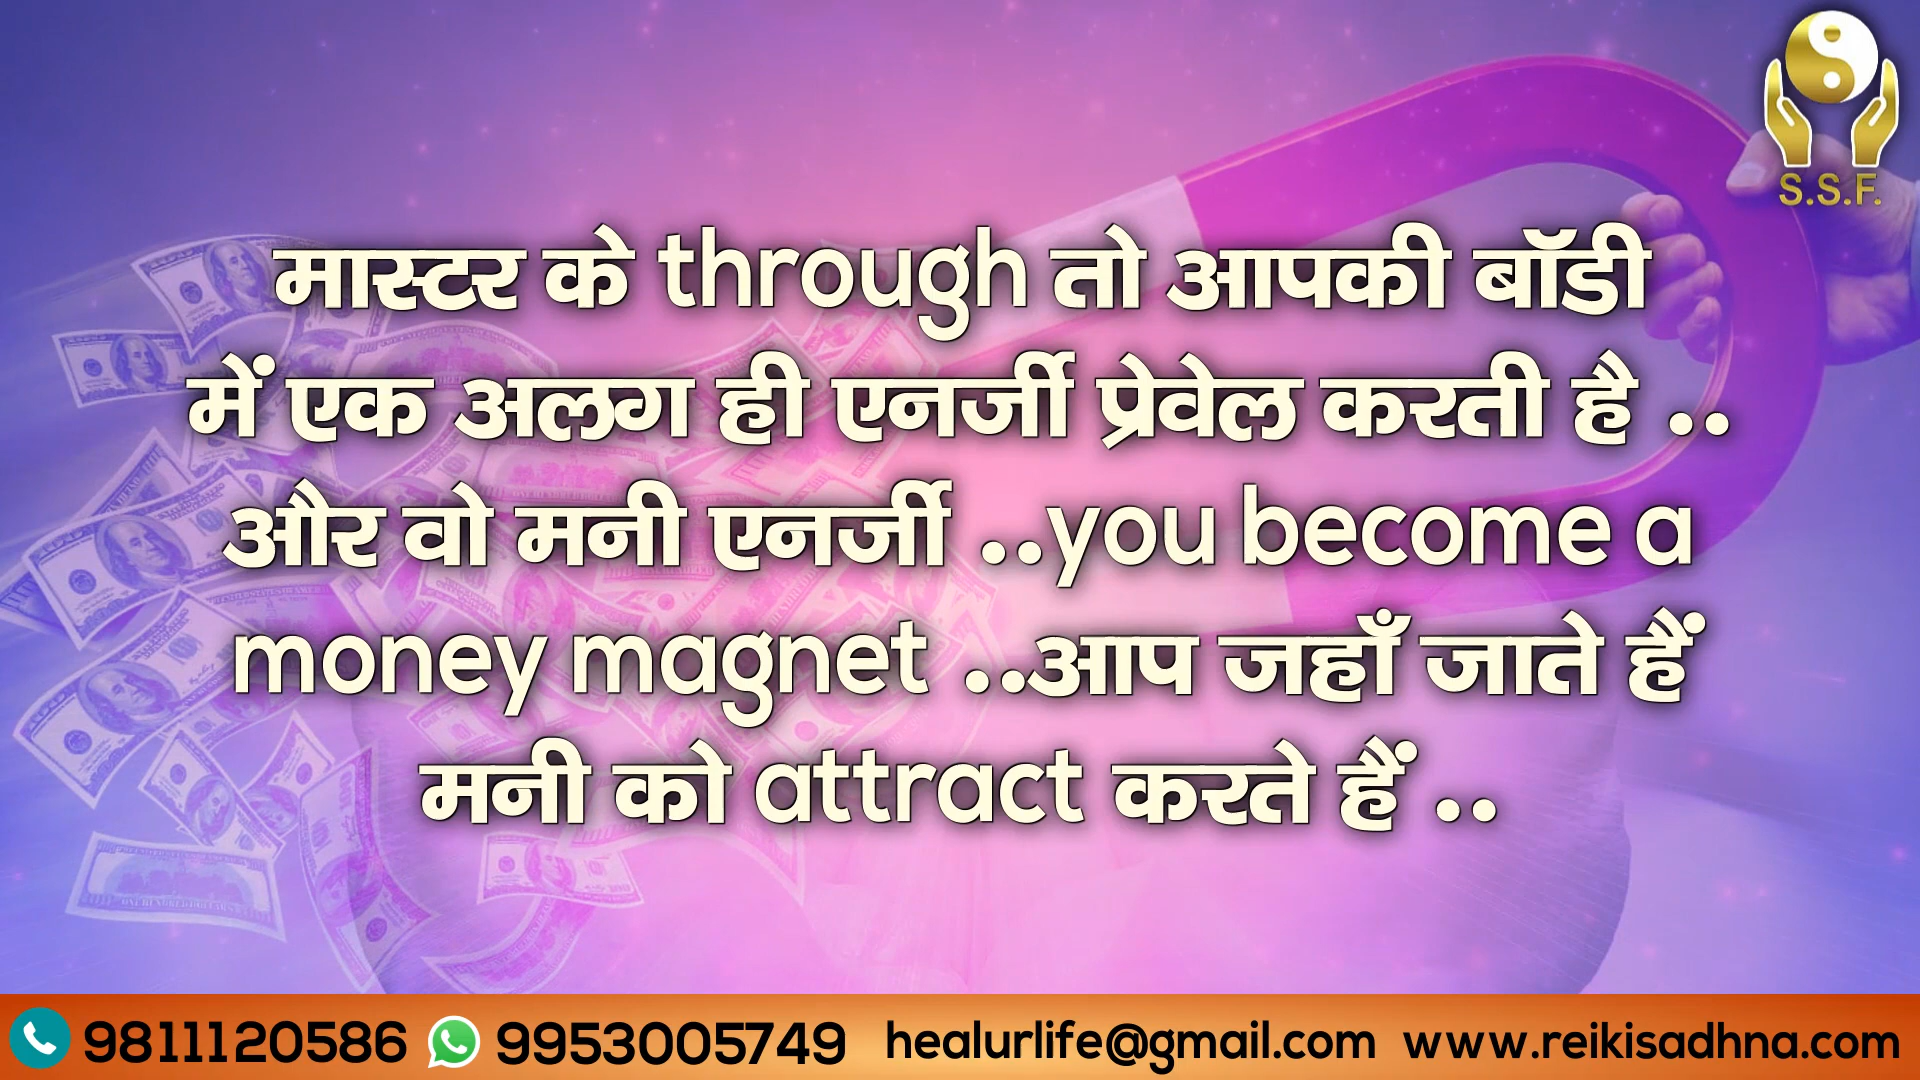 S.S.F.
मास्टर के through तो आपकी बॉडी
में एक अलग ही एनर्जी प्रेवेल करती है ..
और वो मनी एनर्जी ..you become a
money magnet ..आप जहाँ जाते हैं
मनी को attract करते हैं ..
9811120586 9953005749 healurlife@gmail.com www.reikisadhna.com